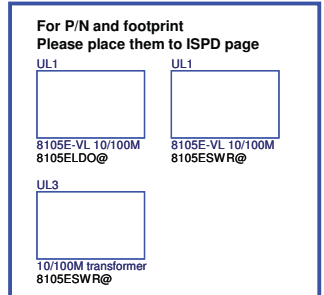 For P/N and footprint
Please place them to ISPD page
UL1 UL1
8105E-VL 10/100M 8105E-VL 10/100M
8105ELDO@ 8105ESWR@
UL3
10/100M transformer
8105ESWR@